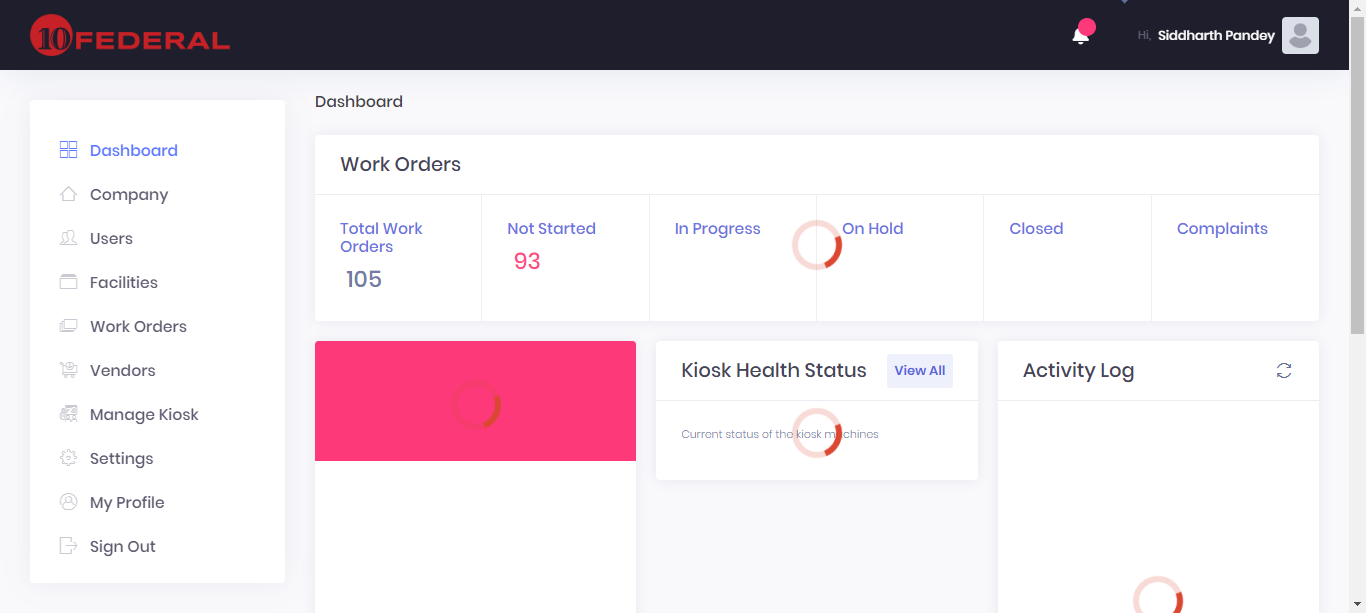 10 FEDERAL
Hi, Siddharth Pandey
Dashboard
Company
Users
Facilities
Work Orders
Vendors
Manage Kiosk
Settings
My Profile
Sign Out
Dashboard
Work Orders
Total Work
Orders
105
Not Started
93
In Progress
On Hold
Closed
Complaints
Kiosk Health Status
View All
Current status of the kiosk machines
Activity Log